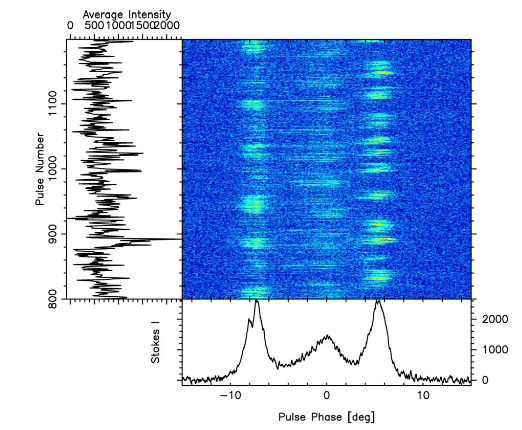 Average Intensity
0 500 1000 1500 2000
Pulse Number
1100
1000
900
800
Stokes I
2000
1000
0
-10 0 10
Pulse Phase [deg]